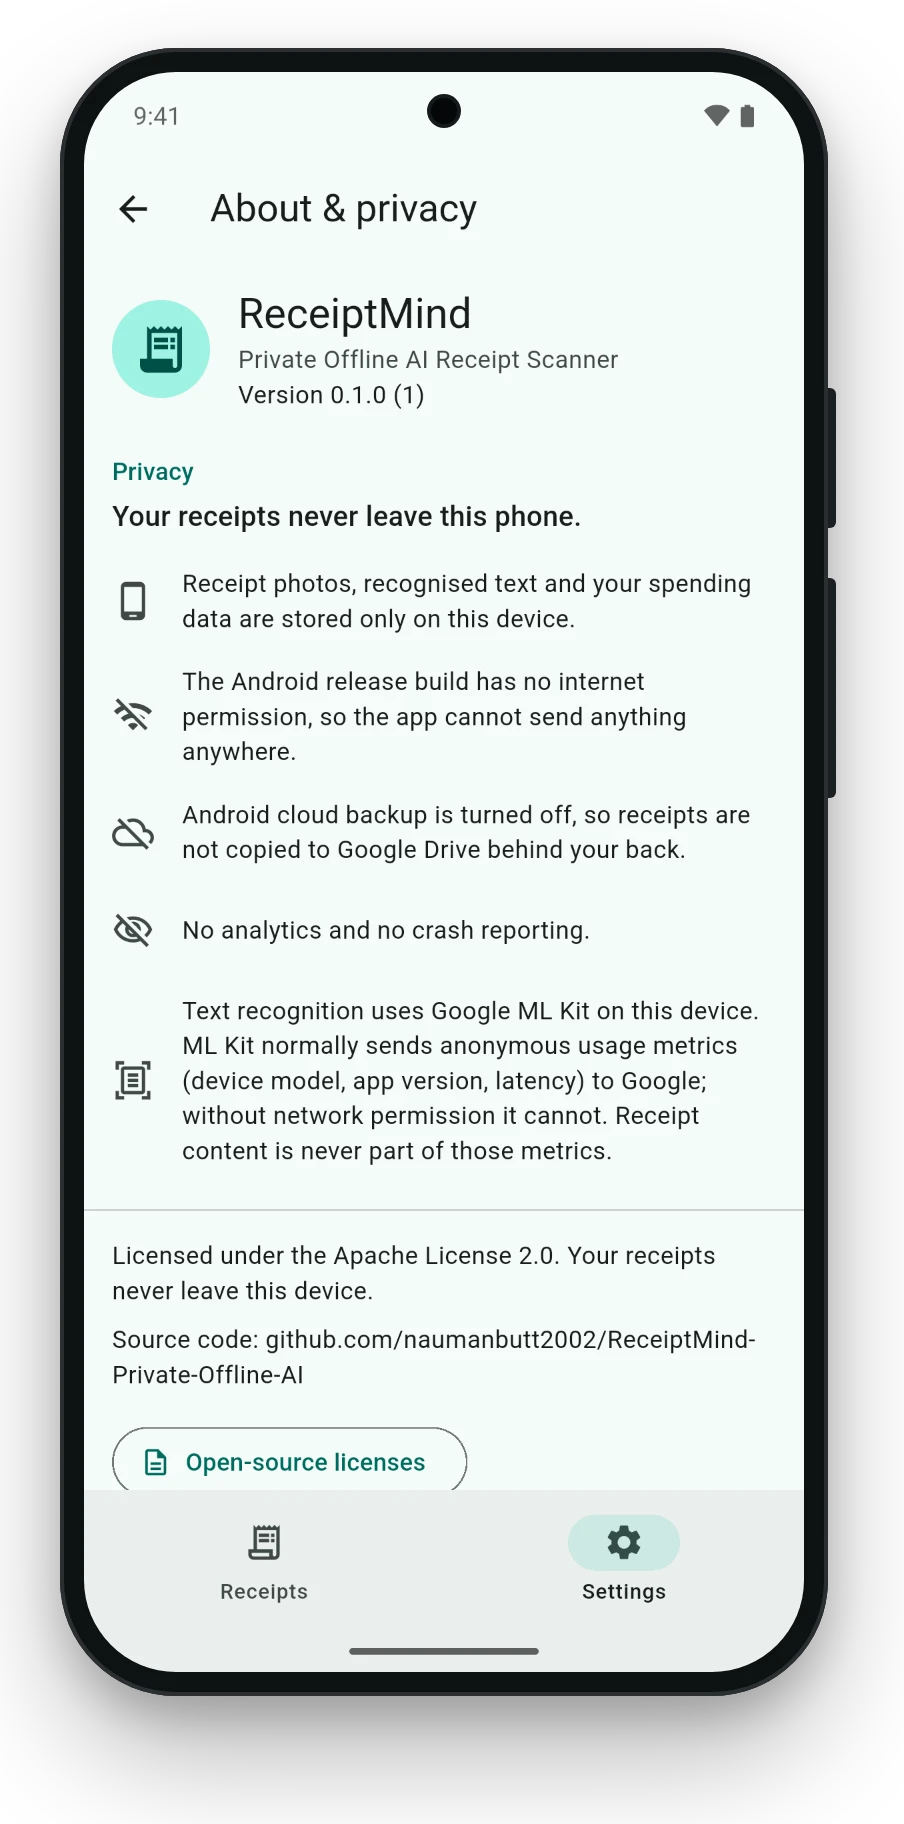 9:41
About & privacy
ReceiptMind
Private Offline AI Receipt Scanner
Version 0.1.0 (1)
Privacy
Your receipts never leave this phone.
Receipt photos, recognised text and your spending
data are stored only on this device.
The Android release build has no internet
permission, so the app cannot send anything
anywhere.
Android cloud backup is turned off, so receipts are
not copied to Google Drive behind your back.
No analytics and no crash reporting.
Text recognition uses Google ML Kit on this device.
ML Kit normally sends anonymous usage metrics
(device model, app version, latency) to Google;
without network permission it cannot. Receipt
content is never part of those metrics.
Licensed under the Apache License 2.0. Your receipts
never leave this device.
Source code: github.com/naumanbutt2002/ReceiptMind-
Private-Offline-AI
Open-source licenses
Receipts
Settings